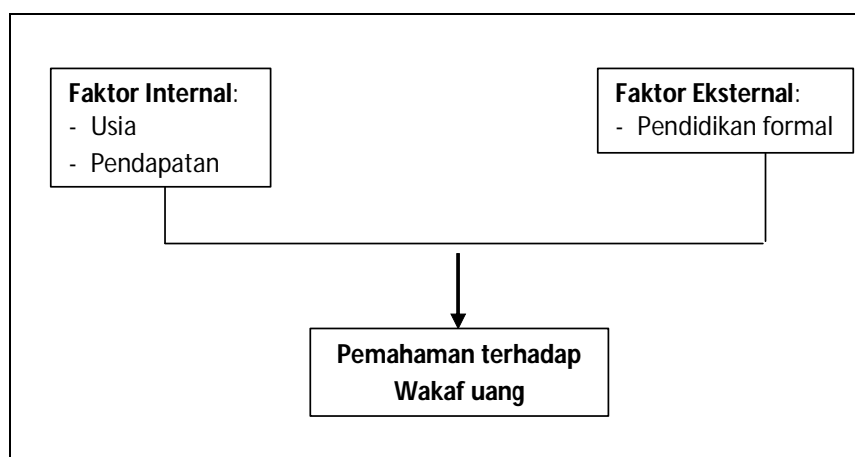 Faktor Internal:
- Usia
- Pendapatan
Faktor Eksternal:
- Pendidikan formal
Pemahaman terhadap
Wakaf uang